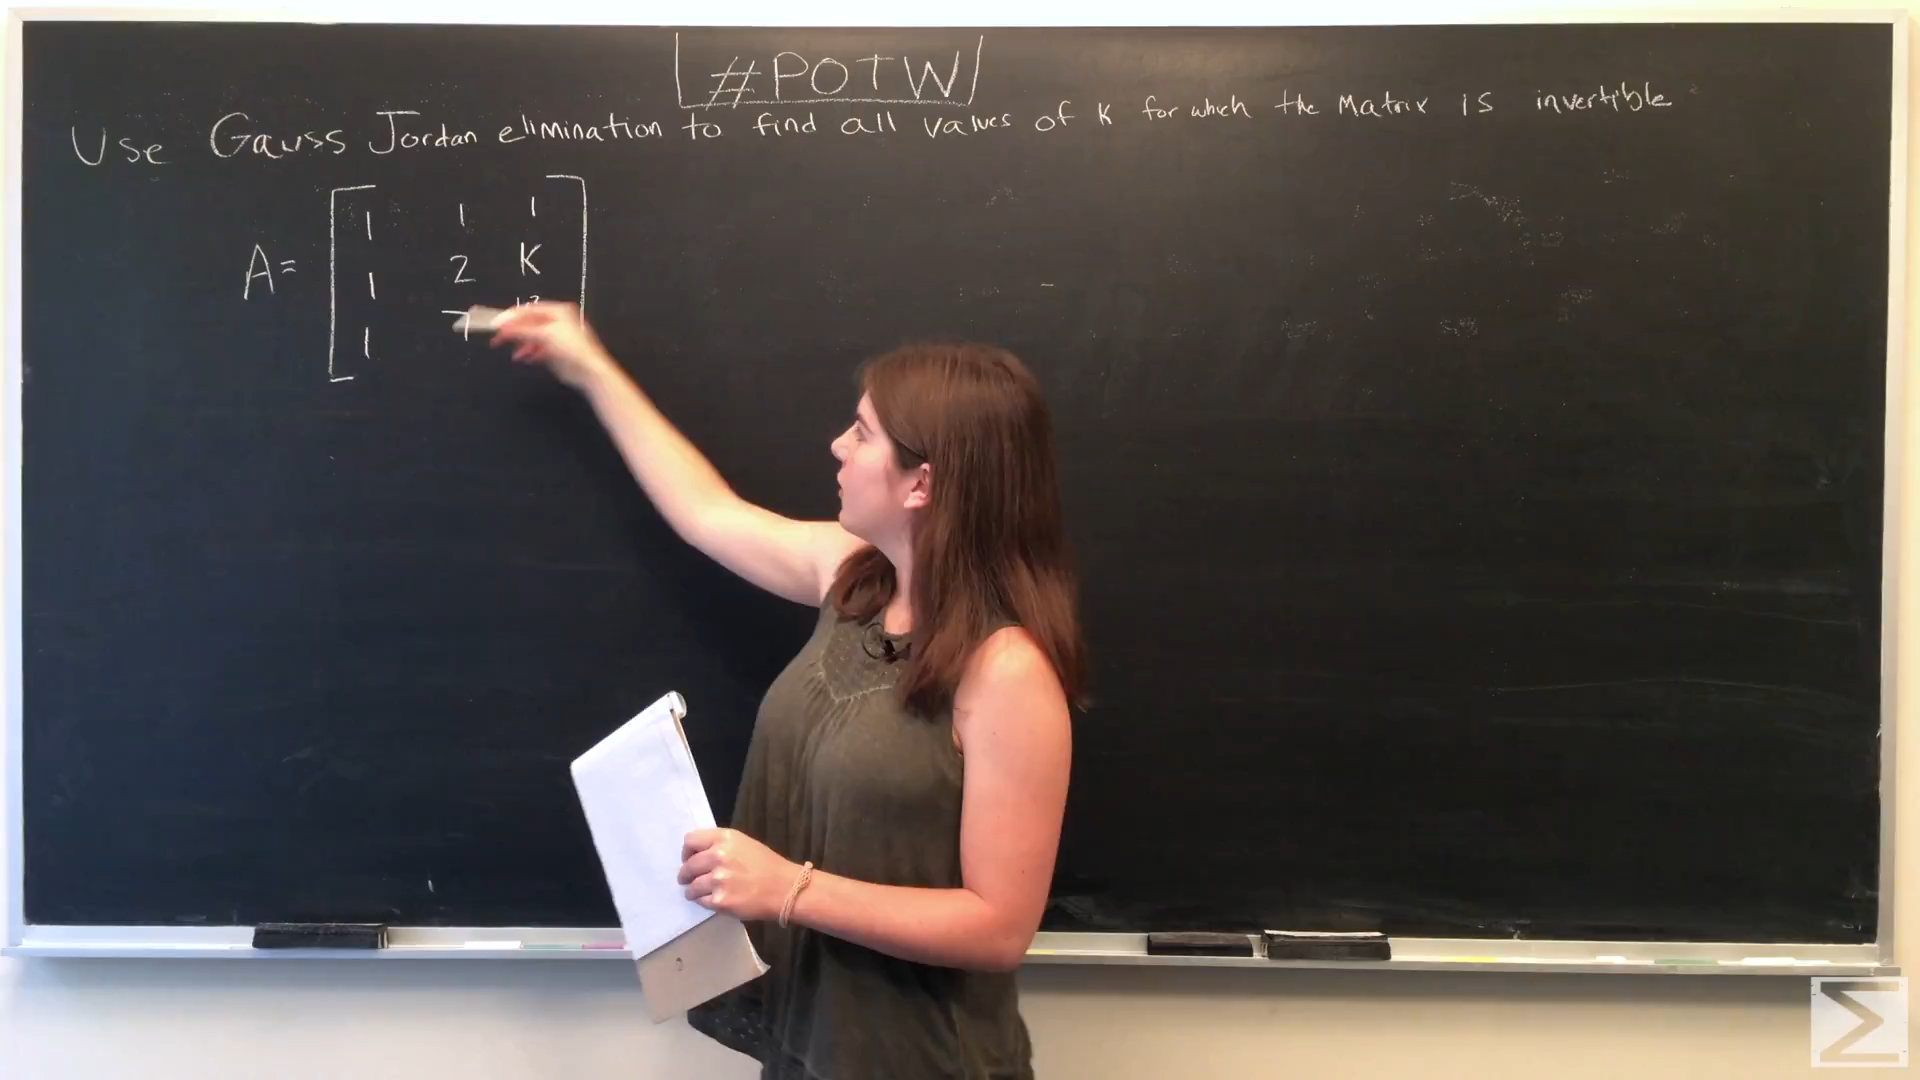 #POTW
Use Gauss Jordan elimination to find all values of K for which the Matrix is invertible
A=
1 1 1
1 2 K
1